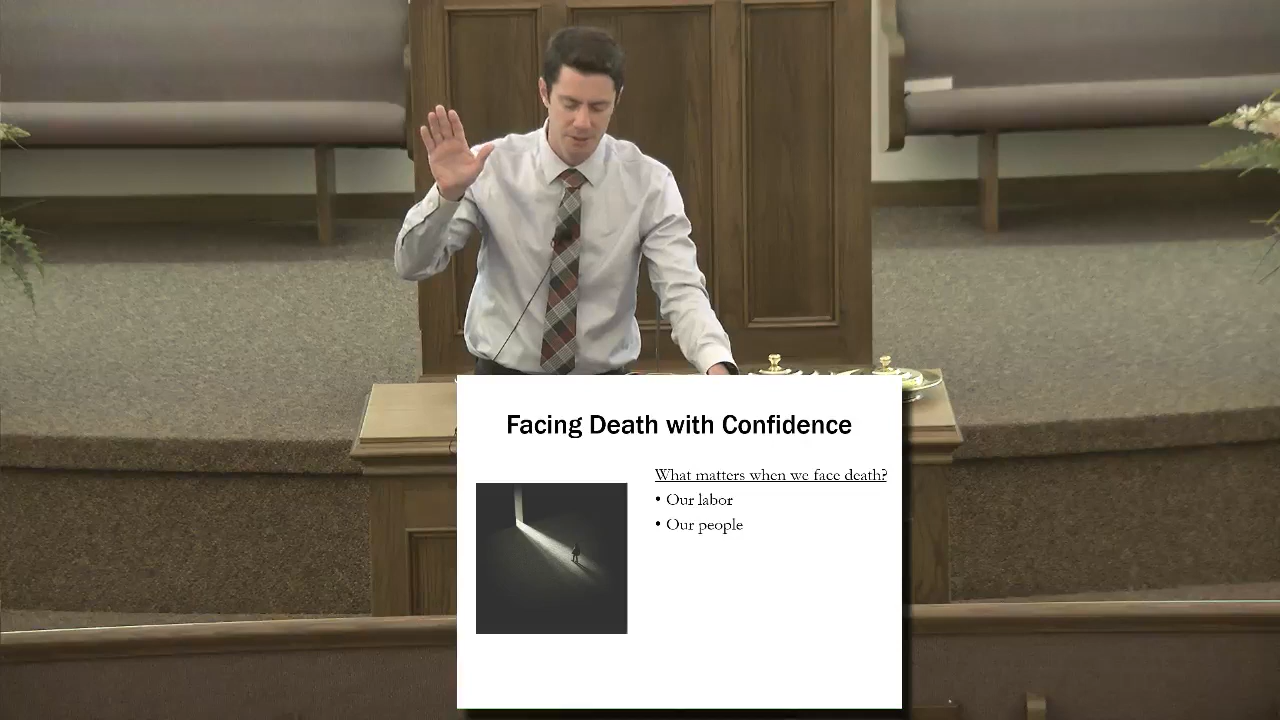 Facing Death with Confidence
What matters when we face death?
• Our labor
• Our people